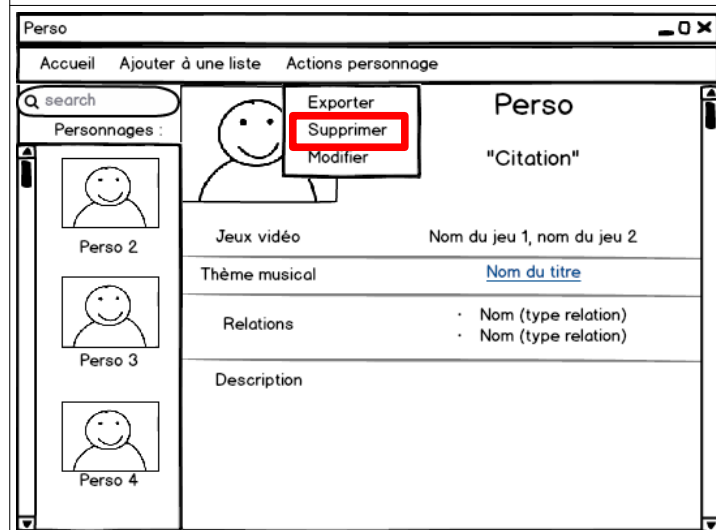 Perso
Accueil Ajouter à une liste Actions personnage
search
Personnages :
Perso 2
Perso 3
Perso 4
Exporter
Supprimer
Modifier
Perso
"Citation"
Jeux vidéo Nom du jeu 1, nom du jeu 2
Thème musical Nom du titre
Relations
· Nom (type relation)
· Nom (type relation)
Description